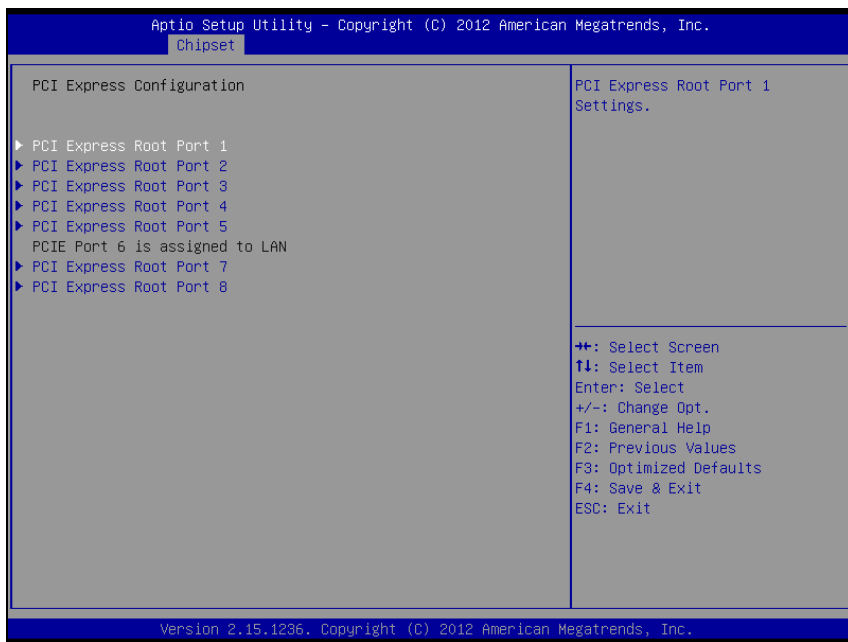 Aptio Setup Utility – Copyright (C) 2012 American Megatrends, Inc.
Chipset
PCI Express Configuration
PCI Express Root Port 1
PCI Express Root Port 2
PCI Express Root Port 3
PCI Express Root Port 4
PCI Express Root Port 5
PCIE Port 6 is assigned to LAN
PCI Express Root Port 7
PCI Express Root Port 8
PCI Express Root Port 1
Settings.
→←: Select Screen
↑↓: Select Item
Enter: Select
+/-: Change Opt.
F1: General Help
F2: Previous Values
F3: Optimized Defaults
F4: Save & Exit
ESC: Exit
Version 2.15.1236. Copyright (C) 2012 American Megatrends, Inc.